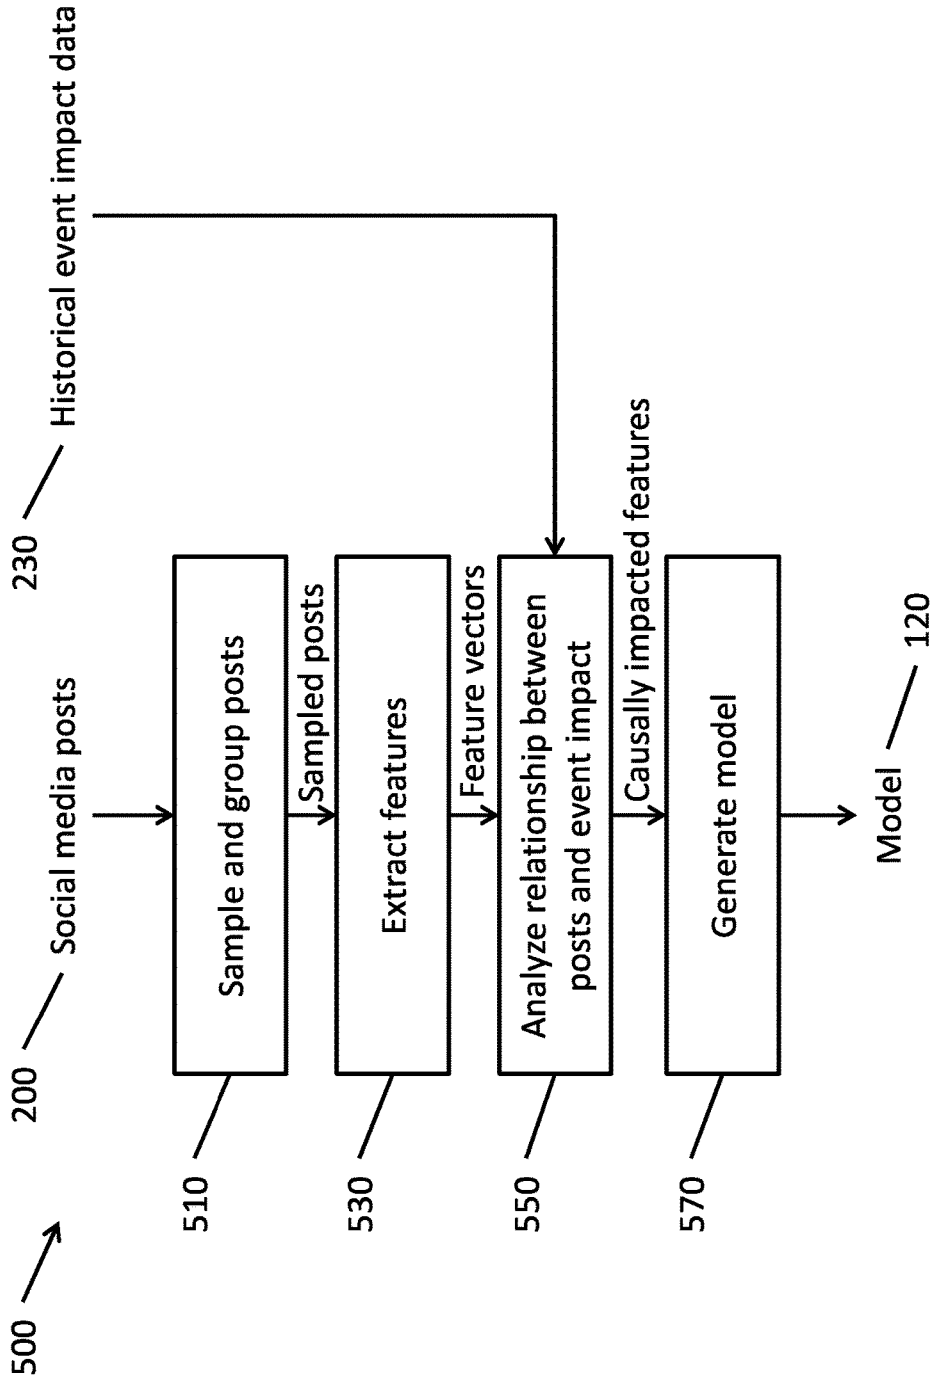 500
200
Social media posts
230
Historical event impact data
510
Sample and group posts
Sampled posts
530
Extract features
Feature vectors
550
Analyze relationship between
posts and event impact
Causally impacted features
570
Generate model
Model
120